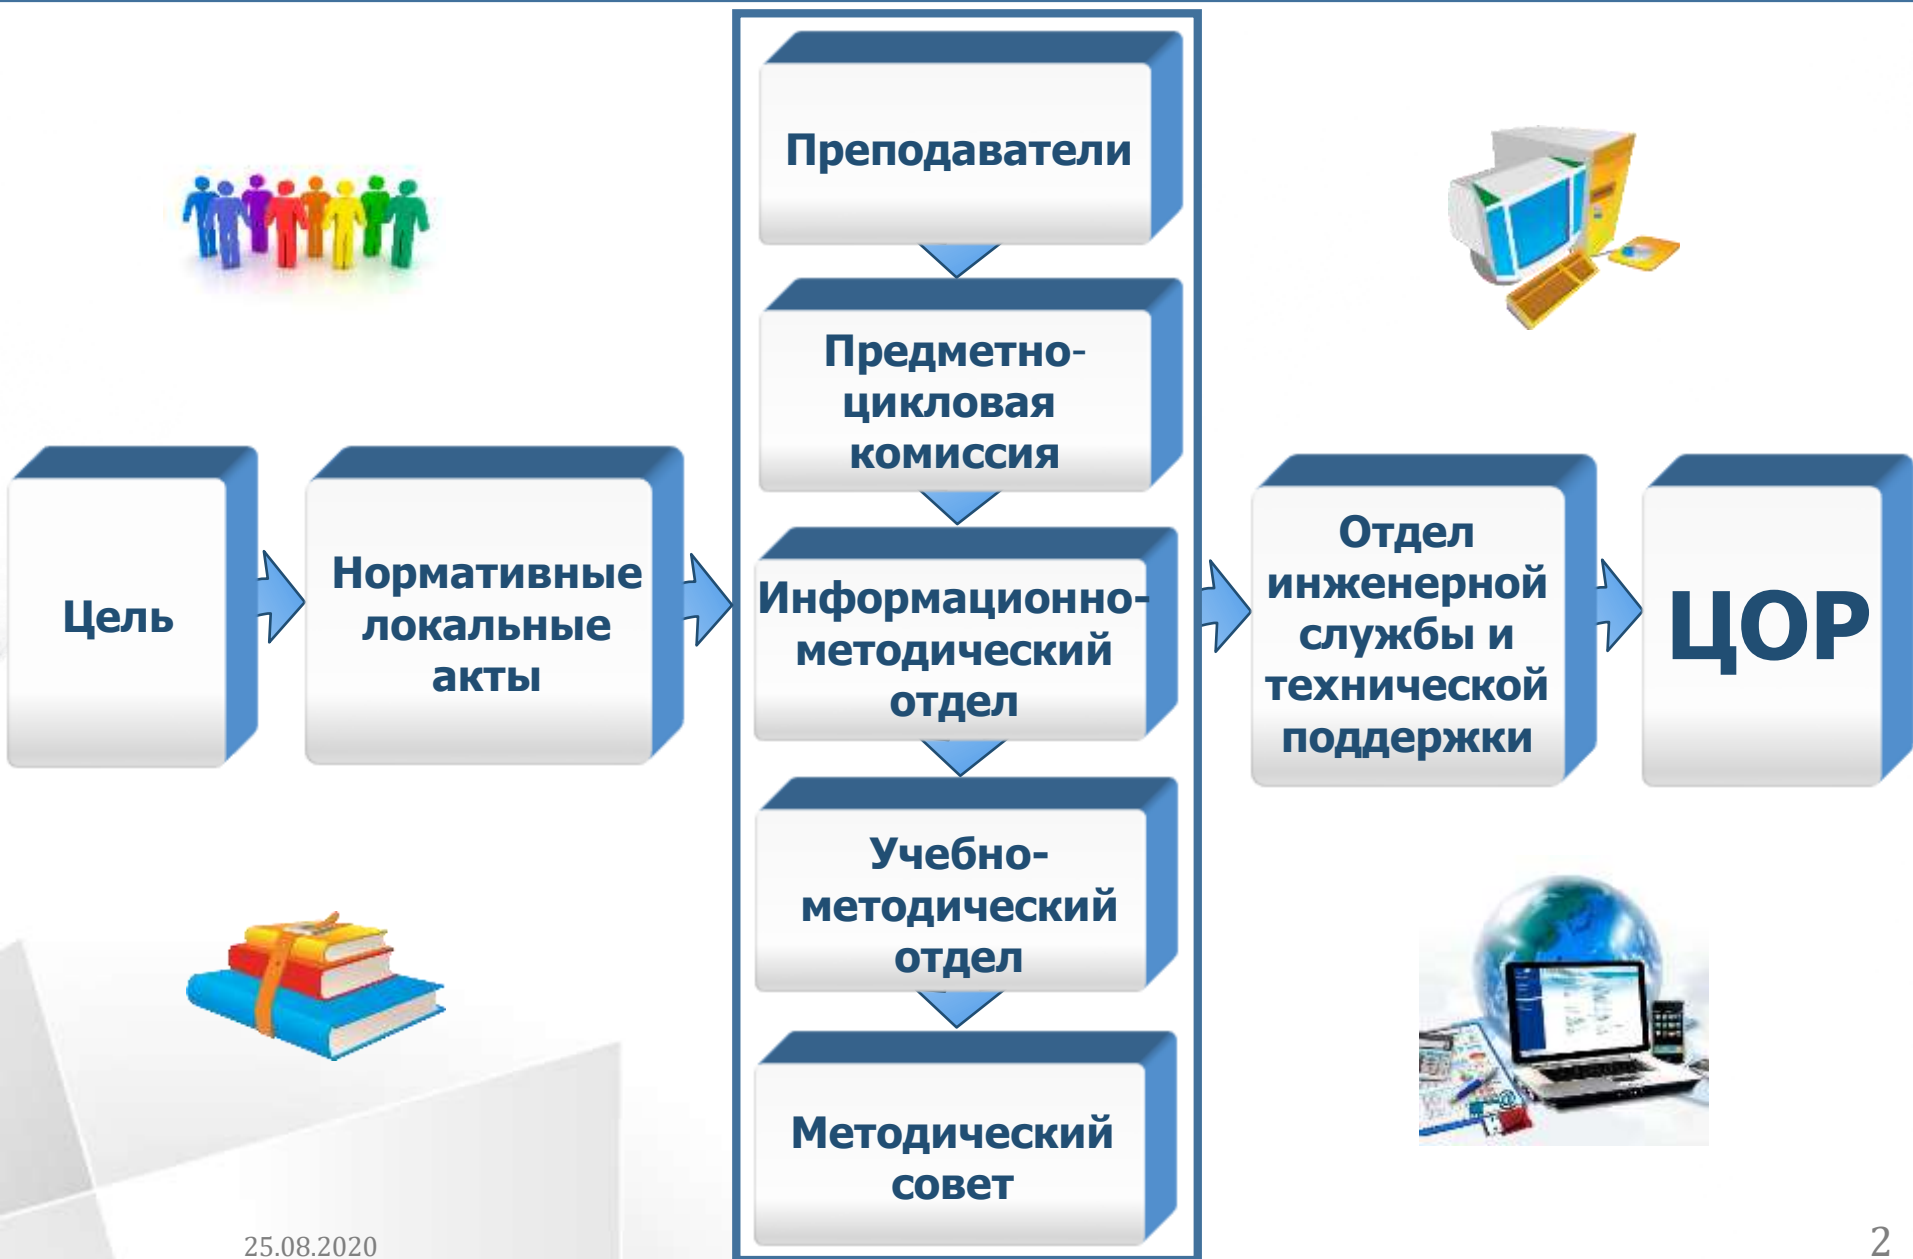 Преподаватели
Предметно-
цикловая
комиссия
Цель
Нормативные
локальные
акты
Информационно-
методический
отдел
Отдел
инженерной
службы и
технической
поддержки
ЦОР
Учебно-
методический
отдел
Методический
совет
25.08.2020
2